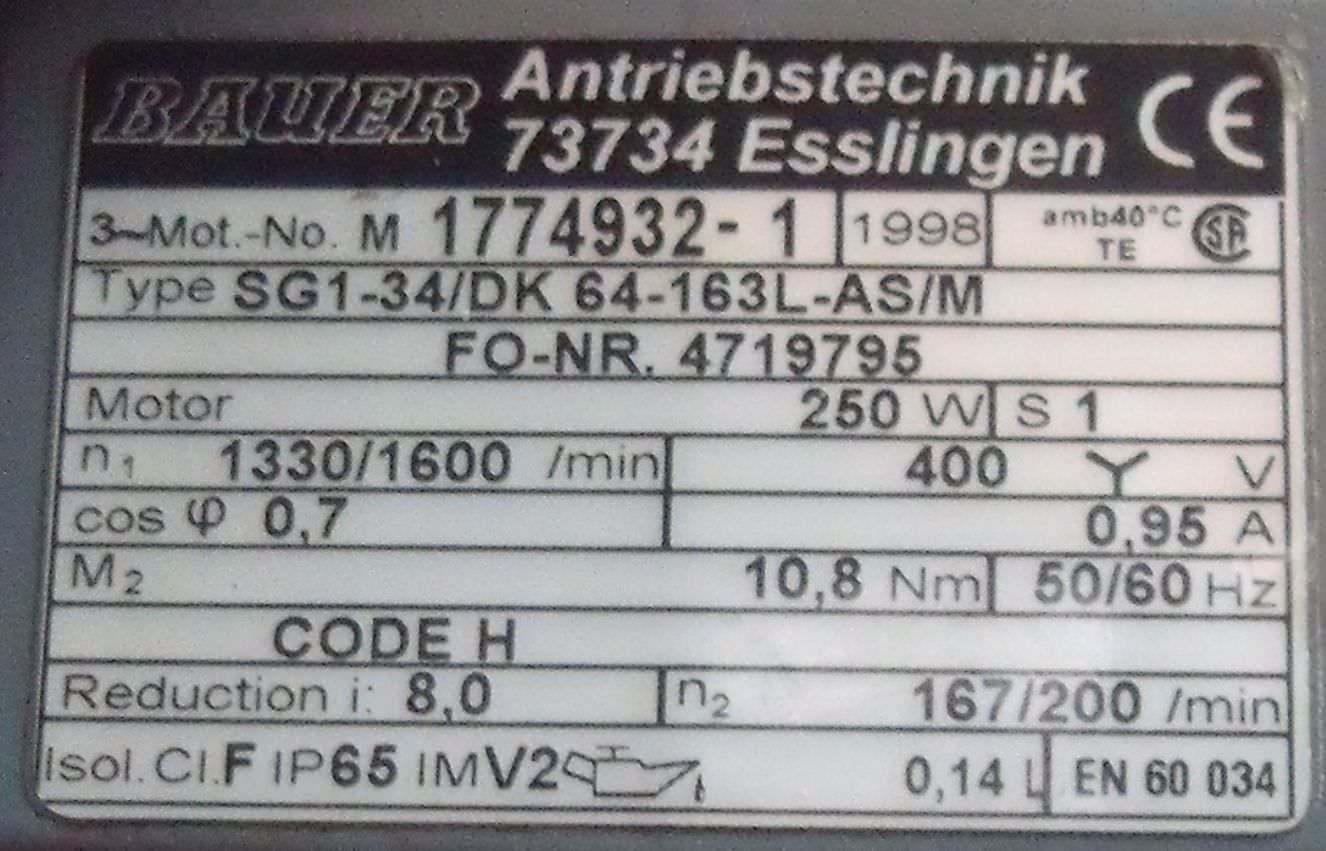 BAUER Antriebstechnik
73734 Esslingen CE
3~Mot.-No. M 1774932-1 1998 amb40°C
TE SA
Type SG1-34/DK 64-163L-AS/M
FO-NR. 4719795
Motor 250 W S 1
n₁ 1330/1600 /min 400 Y V
cos φ 0,7 0,95 A
M₂ 10,8 Nm 50/60 Hz
CODE H
Reduction i: 8,0 n₂ 167/200 /min
Isol.Cl.F IP65 IMV2 0,14 L EN 60 034